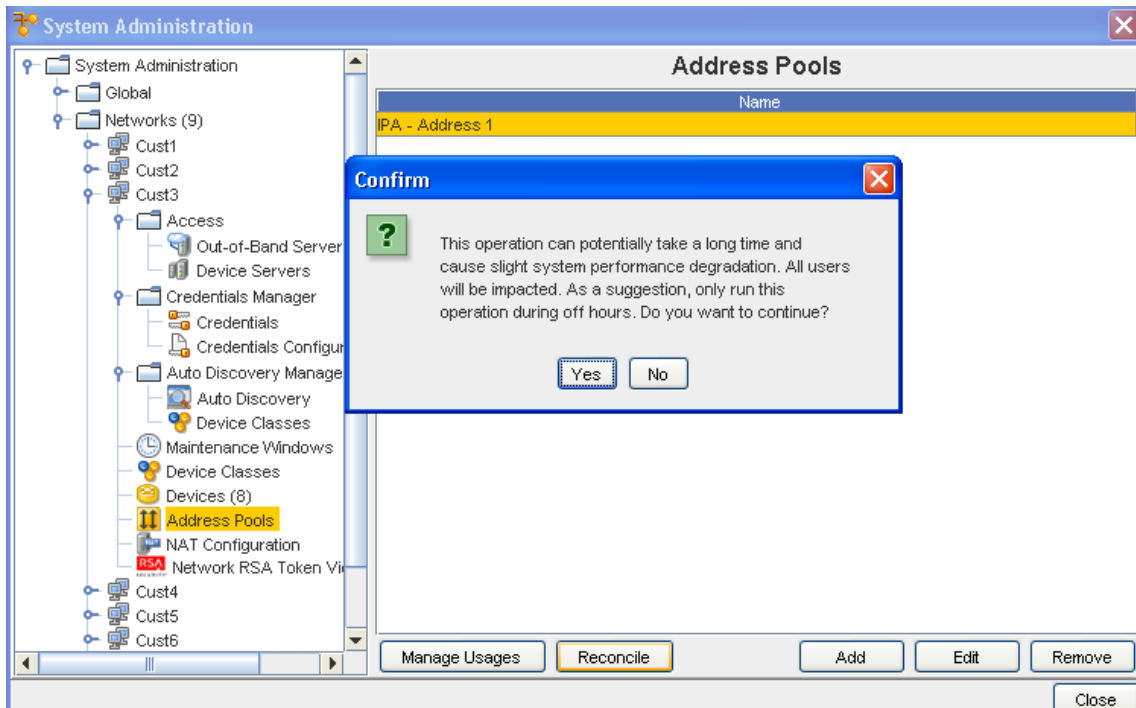 System Administration
System Administration
Global
Networks (9)
Cust1
Cust2
Cust3
Access
Out-of-Band Server
Device Servers
Credentials Manager
Credentials
Credentials Configur
Auto Discovery Manage
Auto Discovery
Device Classes
Maintenance Windows
Device Classes
Devices (8)
Address Pools
NAT Configuration
RSA
Network RSA Token Vi
Cust4
Cust5
Cust6
Address Pools
Name
IPA - Address 1
Confirm
?
This operation can potentially take a long time and
cause slight system performance degradation. All users
will be impacted. As a suggestion, only run this
operation during off hours. Do you want to continue?
Yes
No
Manage Usages
Reconcile
Add
Edit
Remove
Close